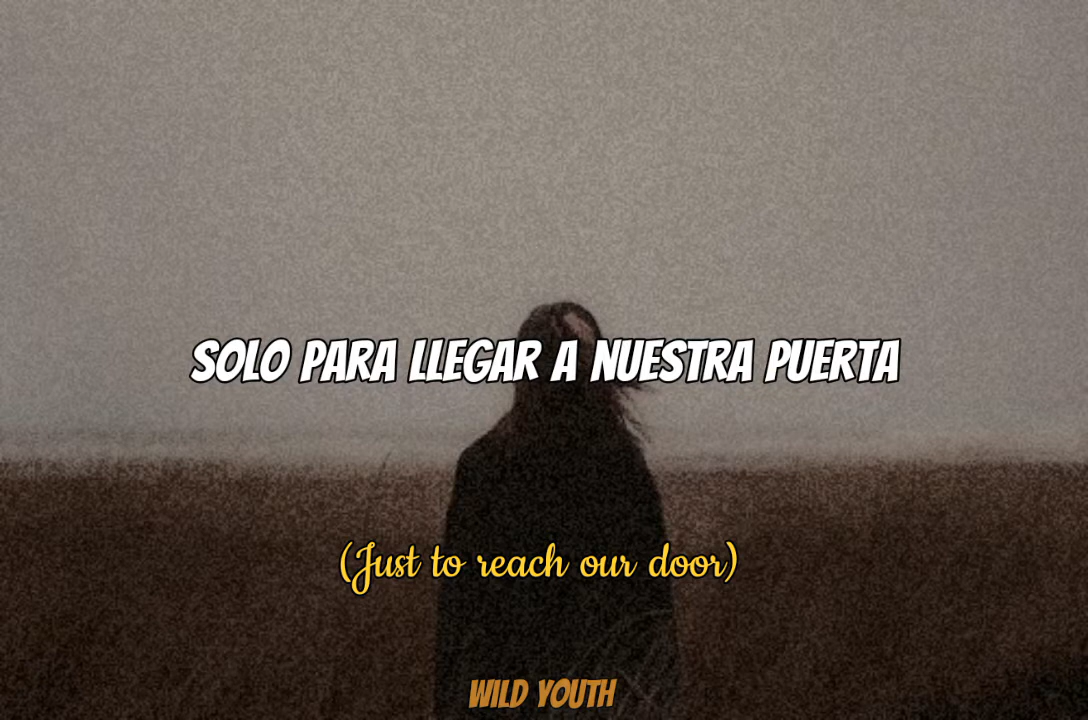 SOLO PARA LLEGAR A NUESTRA PUERTA
(Just to reach our door)
WILD YOUTH